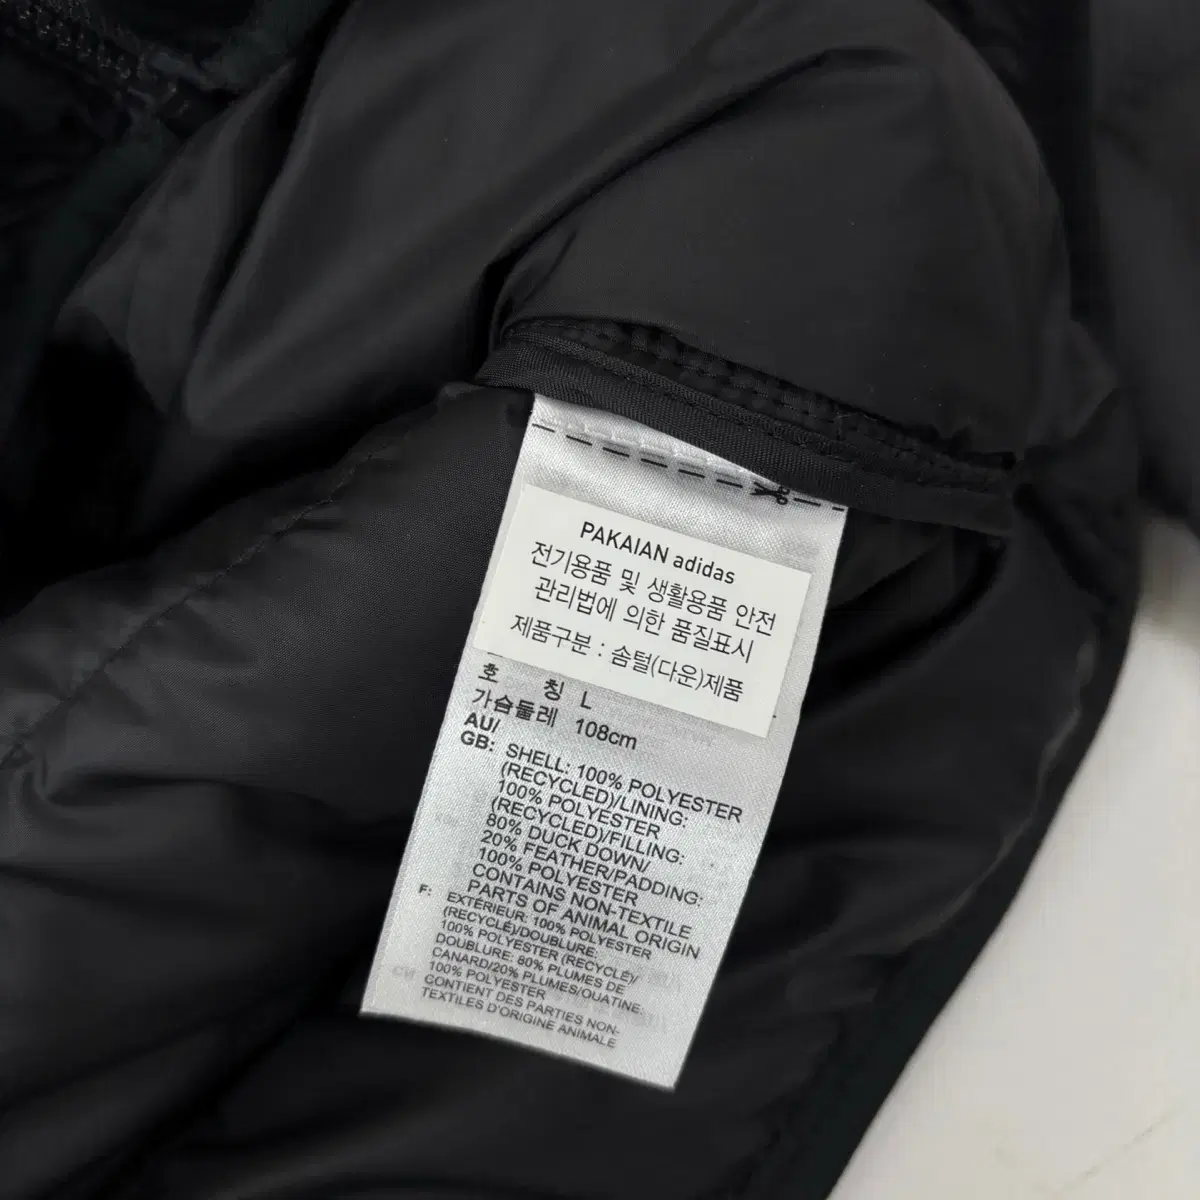 PAKAIAN adidas
전기용품 및 생활용품 안전
관리법에 의한 품질표시
제품구분 : 솜털(다운)제품
호 칭 L
가슴둘레 108cm
AU/
GB: SHELL: 100% POLYESTER
(RECYCLED)/LINING:
100% POLYESTER
(RECYCLED)/FILLING:
80% DUCK DOWN/
20% FEATHER/PADDING:
100% POLYESTER
CONTAINS NON-TEXTILE
PARTS OF ANIMAL ORIGIN
F: EXTÉRIEUR: 100% POLYESTER
(RECYCLÉ)/DOUBLURE:
100% POLYESTER (RECYCLÉ)/
DOUBLURE: 80% PLUMES DE
CANARD/20% PLUMES/OUATINE:
100% POLYESTER
CONTIENT DES PARTIES NON-
TEXTILES D'ORIGINE ANIMALE